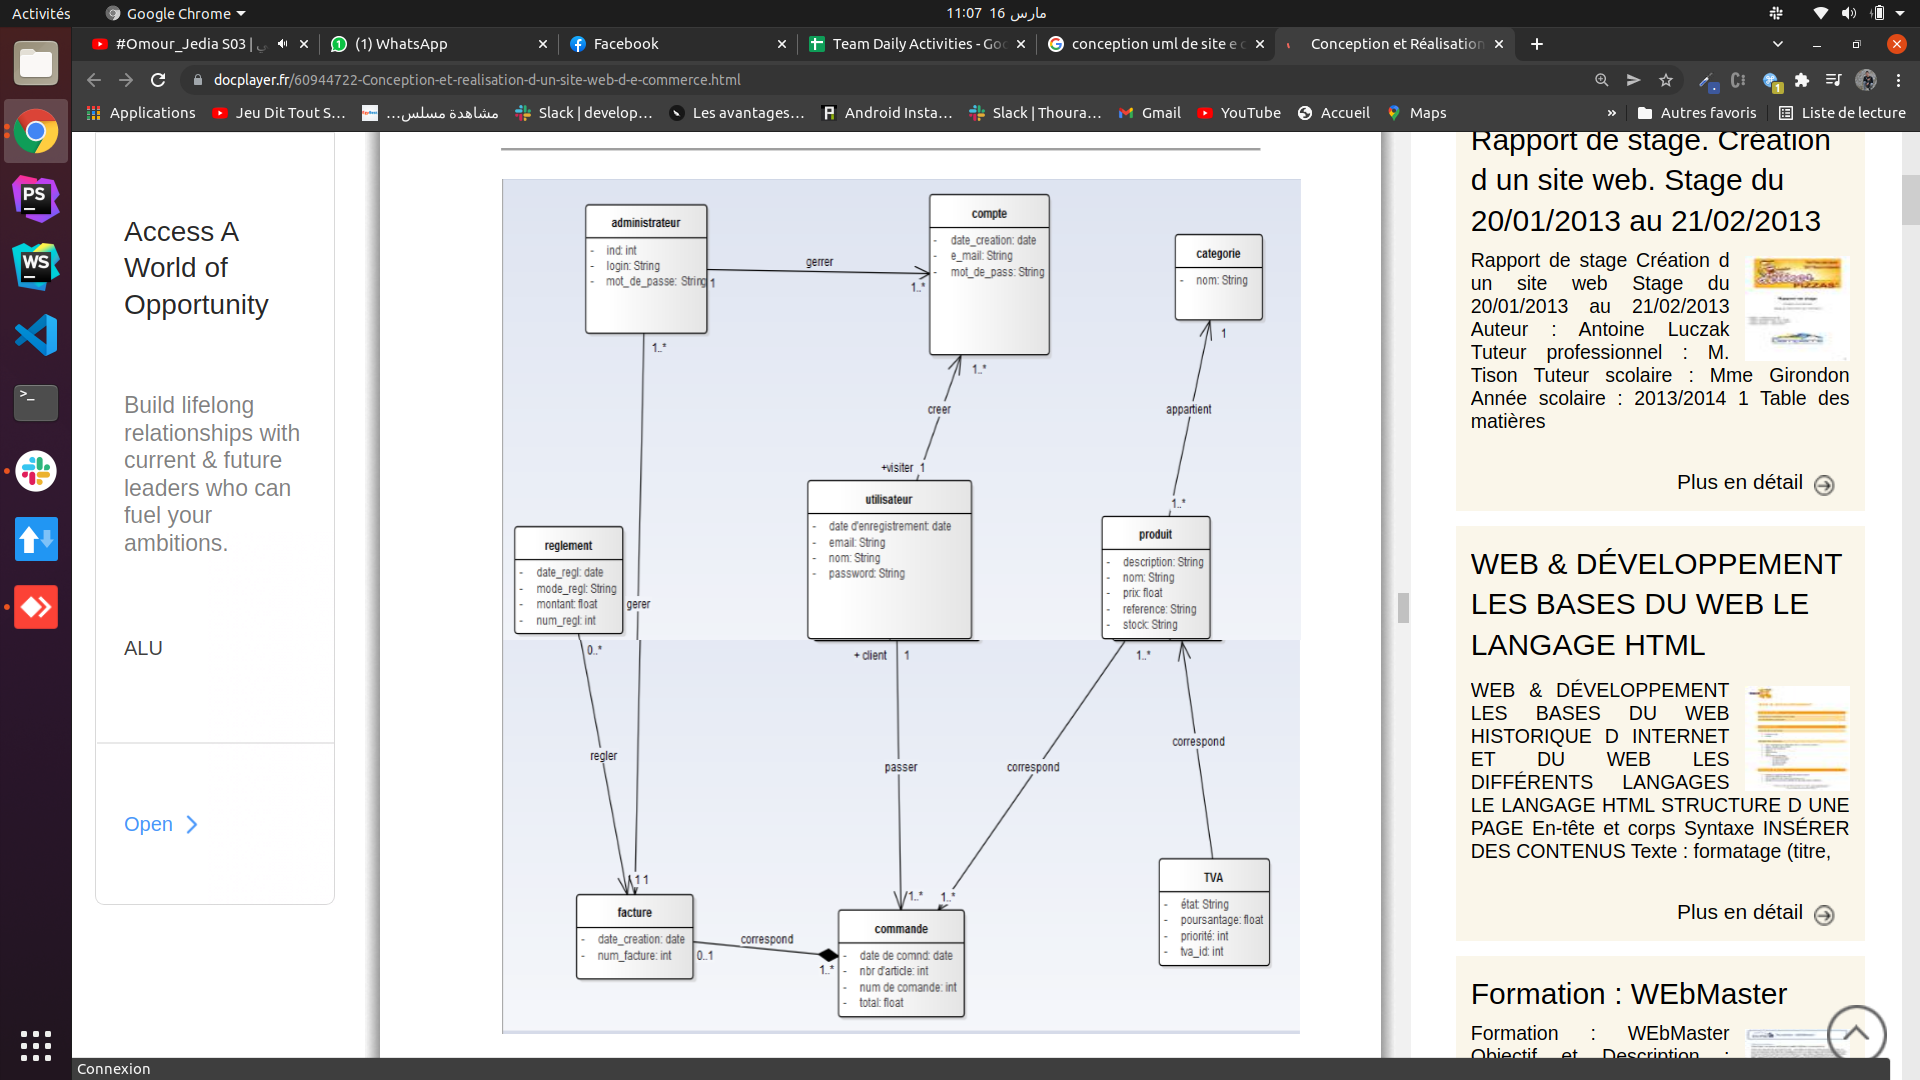 Activités
Google Chrome
11:07 16 مارس
#Omour_Jedia S03 |
(1) WhatsApp
Facebook
Team Daily Activities - Goo
conception uml de site e c
Conception et Réalisation
docplayer.fr/60944722-Conception-et-realisation-d-un-site-web-d-e-commerce.html
Applications
Jeu Dit Tout S...
مشاهدة مسلس...
Slack | develop...
Les avantages...
Android Insta...
Slack | Thoura...
Gmail
YouTube
Accueil
Maps
»
Autres favoris
Liste de lecture
Access A
World of
Opportunity
Build lifelong
relationships with
current & future
leaders who can
fuel your
ambitions.
ALU
Open
administrateur
- ind: int
- login: String
- mot_de_passe: String
1
gerrer
1..*
compte
- date_creation: date
- e_mail: String
- mot_de_pass: String
categorie
- nom: String
1..*
1..*
1
creer
appartient
+visiter 1
1..*
utilisateur
- date d'enregistrement: date
- email: String
- nom: String
- password: String
produit
- description: String
- nom: String
- prix: float
- reference: String
- stock: String
reglement
- date_regl: date
- mode_regl: String
- montant: float
- num_regl: int
gerer
0..*
+ client 1
1..*
regler
passer
correspond
correspond
1 1
1..*
1..*
facture
- date_creation: date
- num_facture: int
correspond
0..1
1..*
commande
- date de comnd: date
- nbr d'article: int
- num de comande: int
- total: float
TVA
- état: String
- poursantage: float
- priorité: int
- tva_id: int
Rapport de stage. Création
d un site web. Stage du
20/01/2013 au 21/02/2013
Rapport de stage Création d
un site web Stage du
20/01/2013 au 21/02/2013
Auteur : Antoine Luczak
Tuteur professionnel : M.
Tison Tuteur scolaire : Mme Girondon
Année scolaire : 2013/2014 1 Table des
matières
Plus en détail
WEB & DÉVELOPPEMENT
LES BASES DU WEB LE
LANGAGE HTML
WEB & DÉVELOPPEMENT
LES BASES DU WEB
HISTORIQUE D INTERNET
ET DU WEB LES
DIFFÉRENTS LANGAGES
LE LANGAGE HTML STRUCTURE D UNE
PAGE En-tête et corps Syntaxe INSÉRER
DES CONTENUS Texte : formatage (titre,
Plus en détail
Formation : WEbMaster
Formation : WEbMaster
Objectif et Description :
Connexion